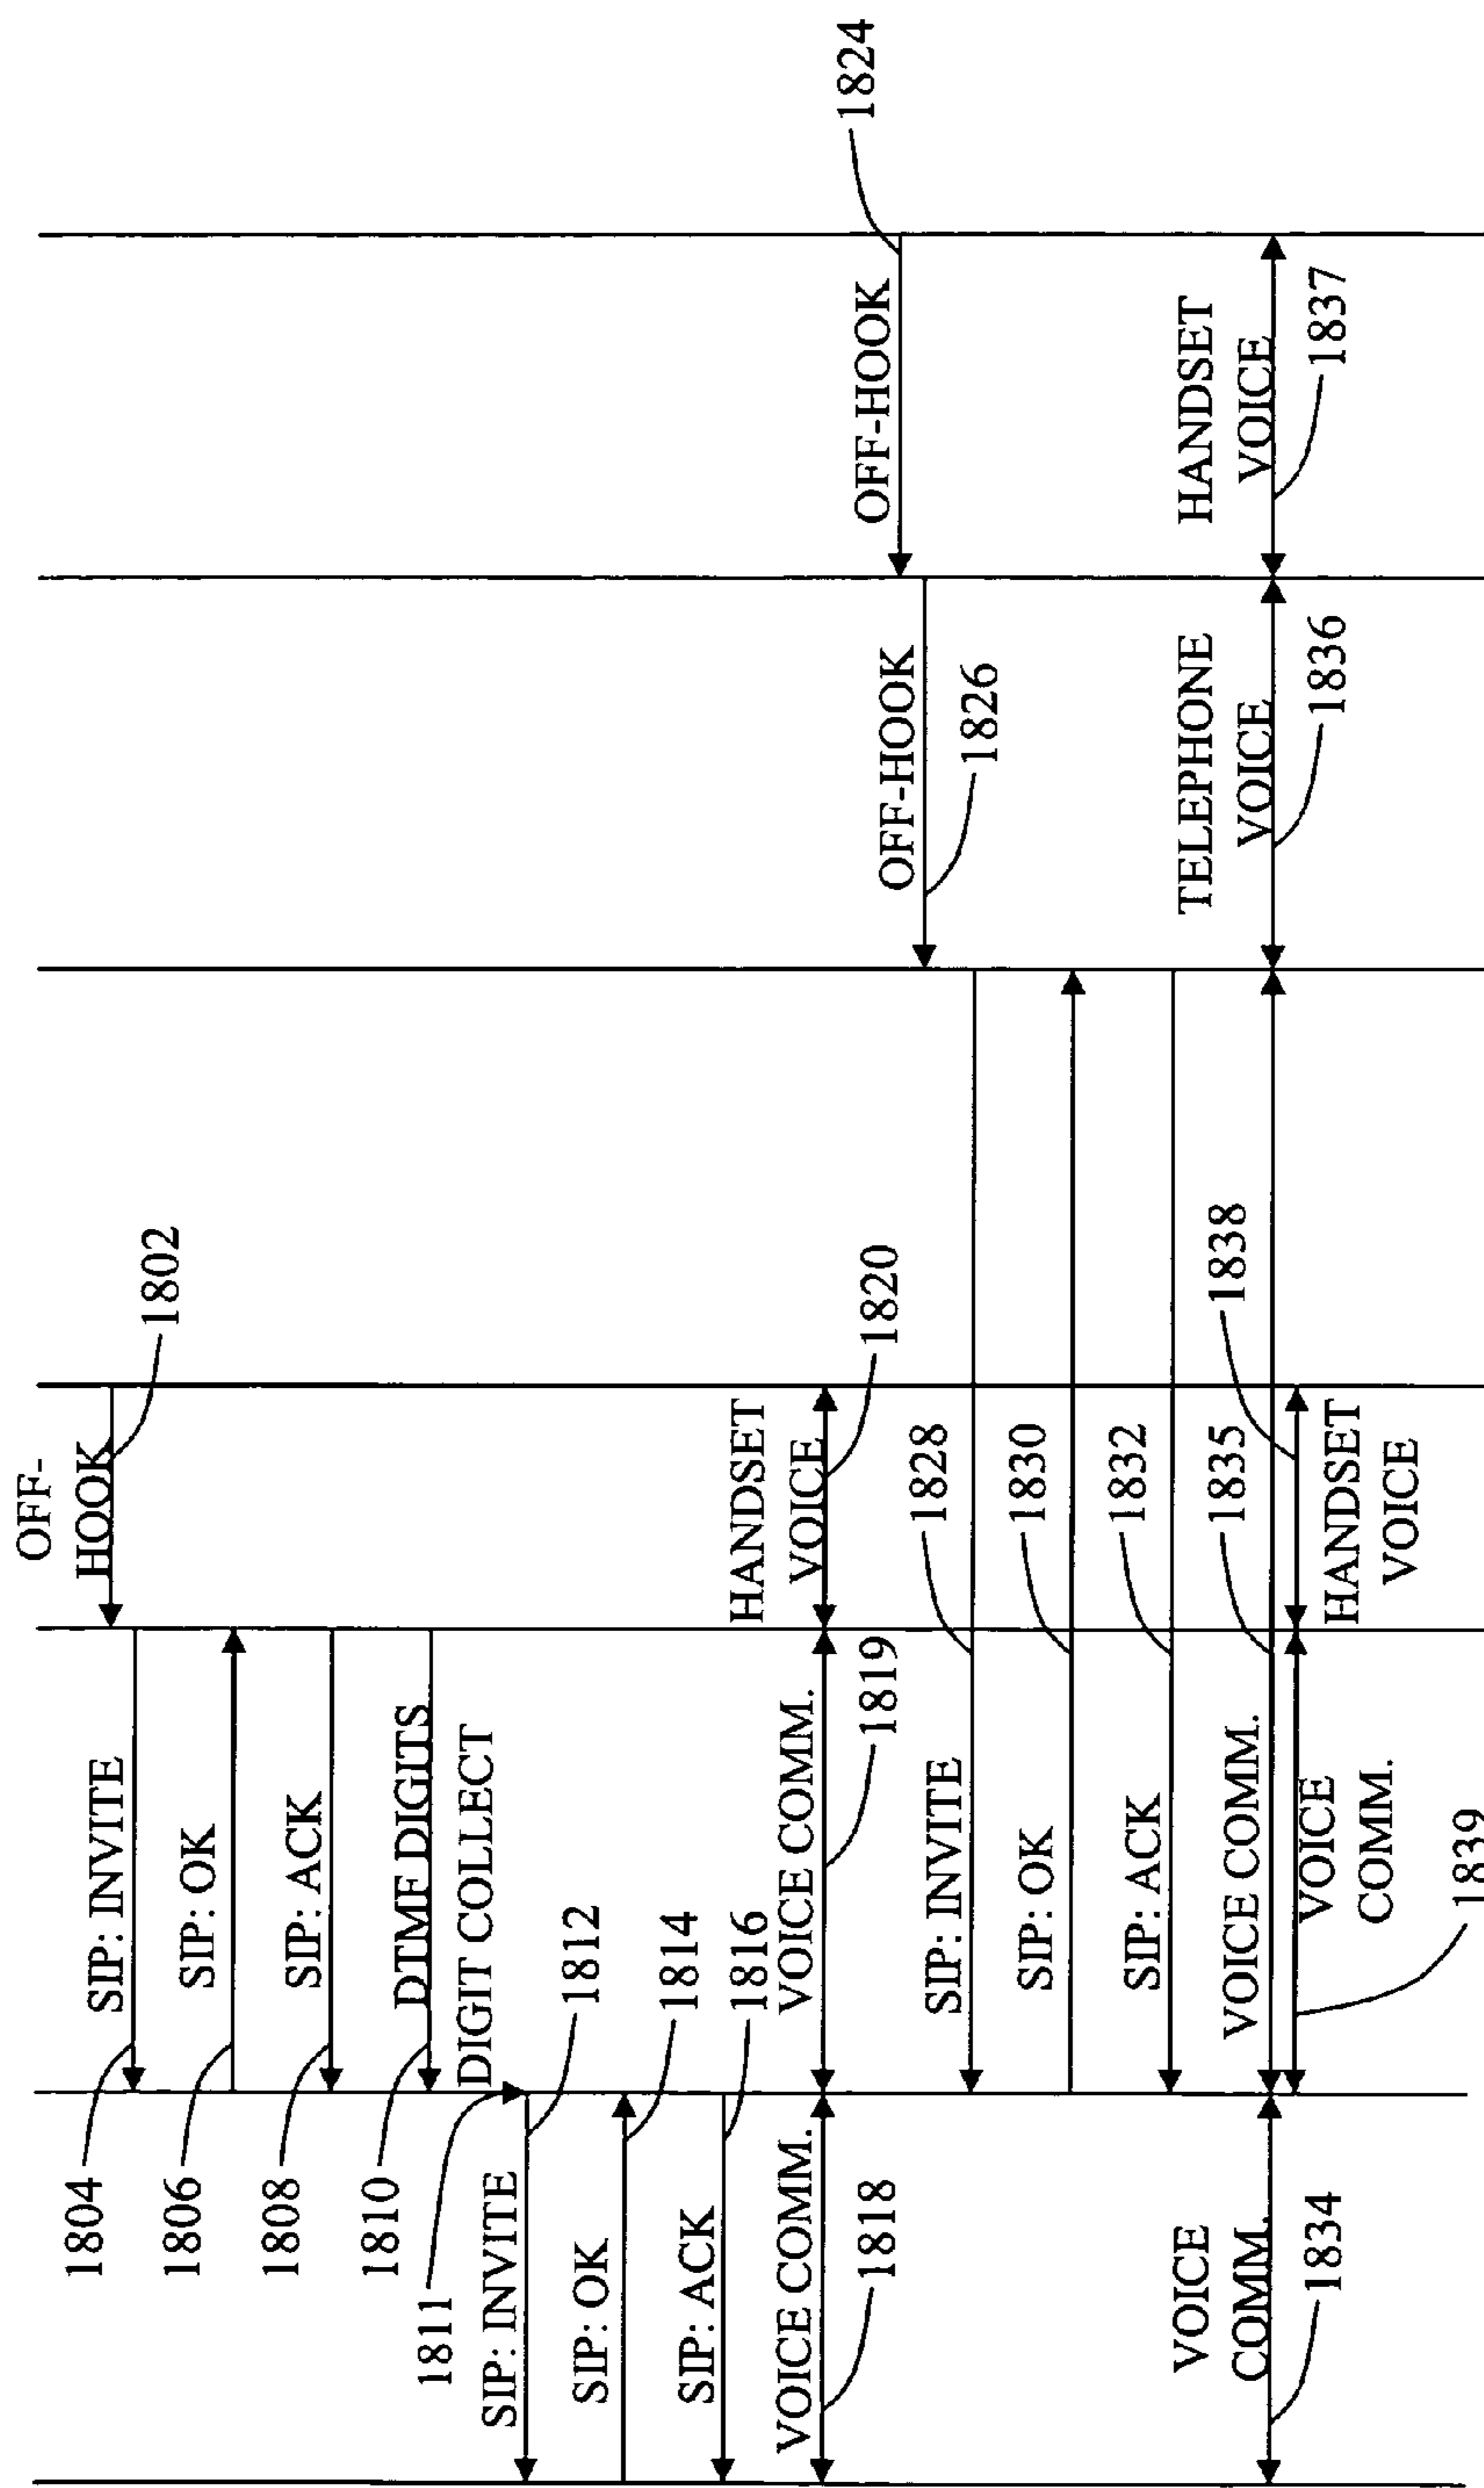 OFF-
HOOK
1802
SIP: INVITE
1804
SIP: OK
1806
SIP: ACK
1808
DTMF DIGITS
1810
DIGIT COLLECT
1811
SIP: INVITE
1812
SIP: OK
1814
SIP: ACK
1816
VOICE COMM.
1818
VOICE COMM.
1819
HANDSET
VOICE
1820
OFF-HOOK
1824
OFF-HOOK
1826
SIP: INVITE
1828
SIP: OK
1830
SIP: ACK
1832
VOICE
COMM.
1834
VOICE COMM.
1835
TELEPHONE
VOICE
1836
HANDSET
VOICE
1837
1838
HANDSET
VOICE
VOICE
COMM.
1839